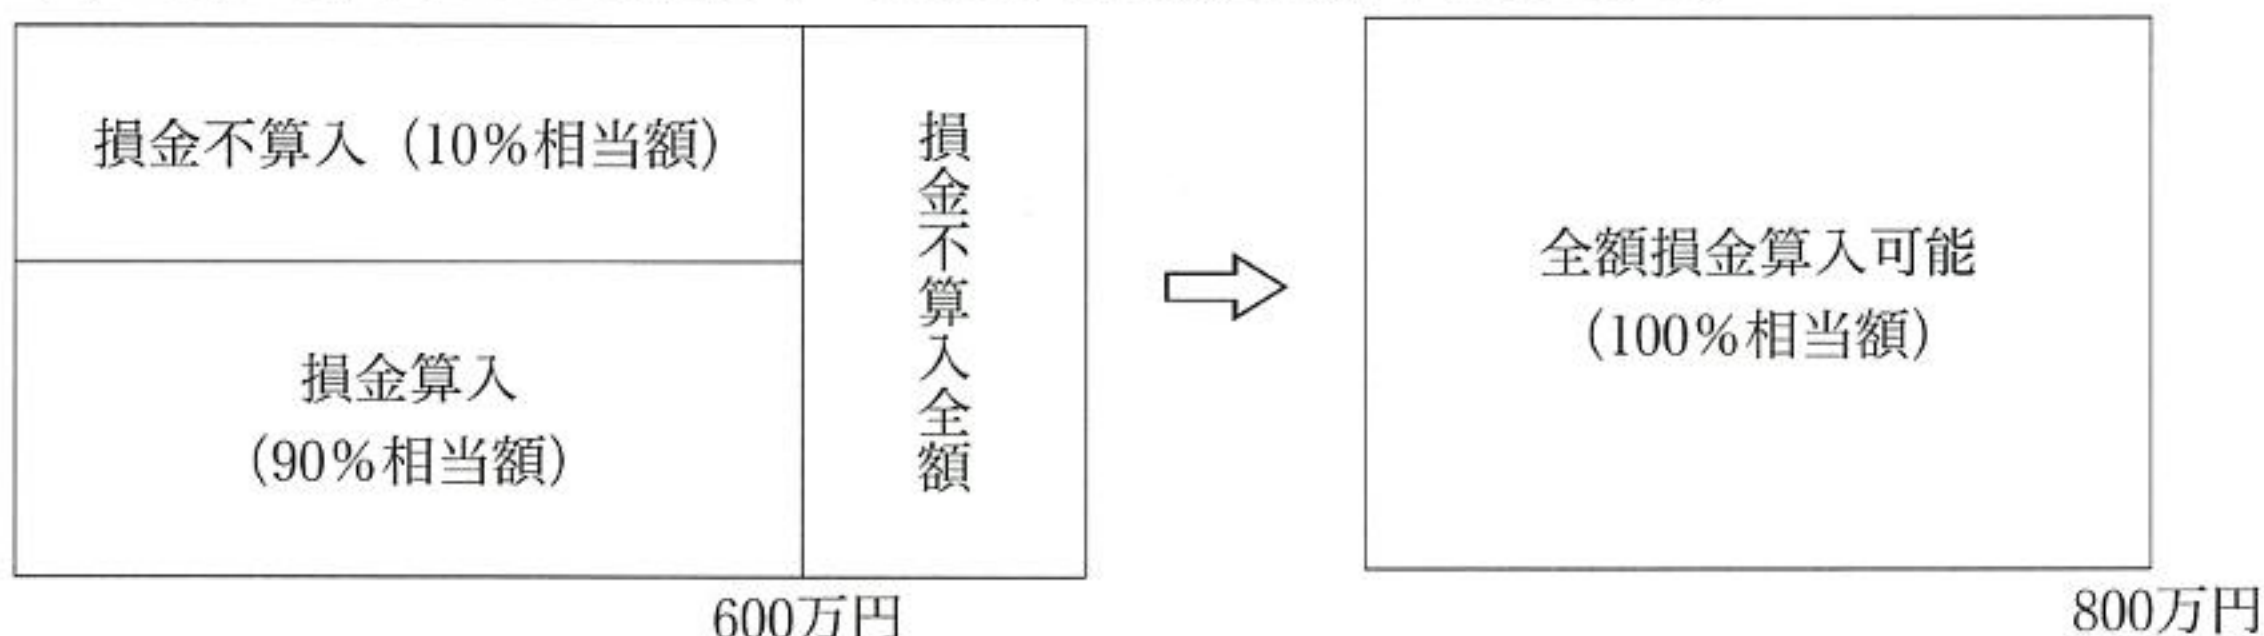 損金不算入（10%相当額）
損金算入
（90%相当額）
損金不算入全額
600万円
全額損金算入可能
（100%相当額）
800万円